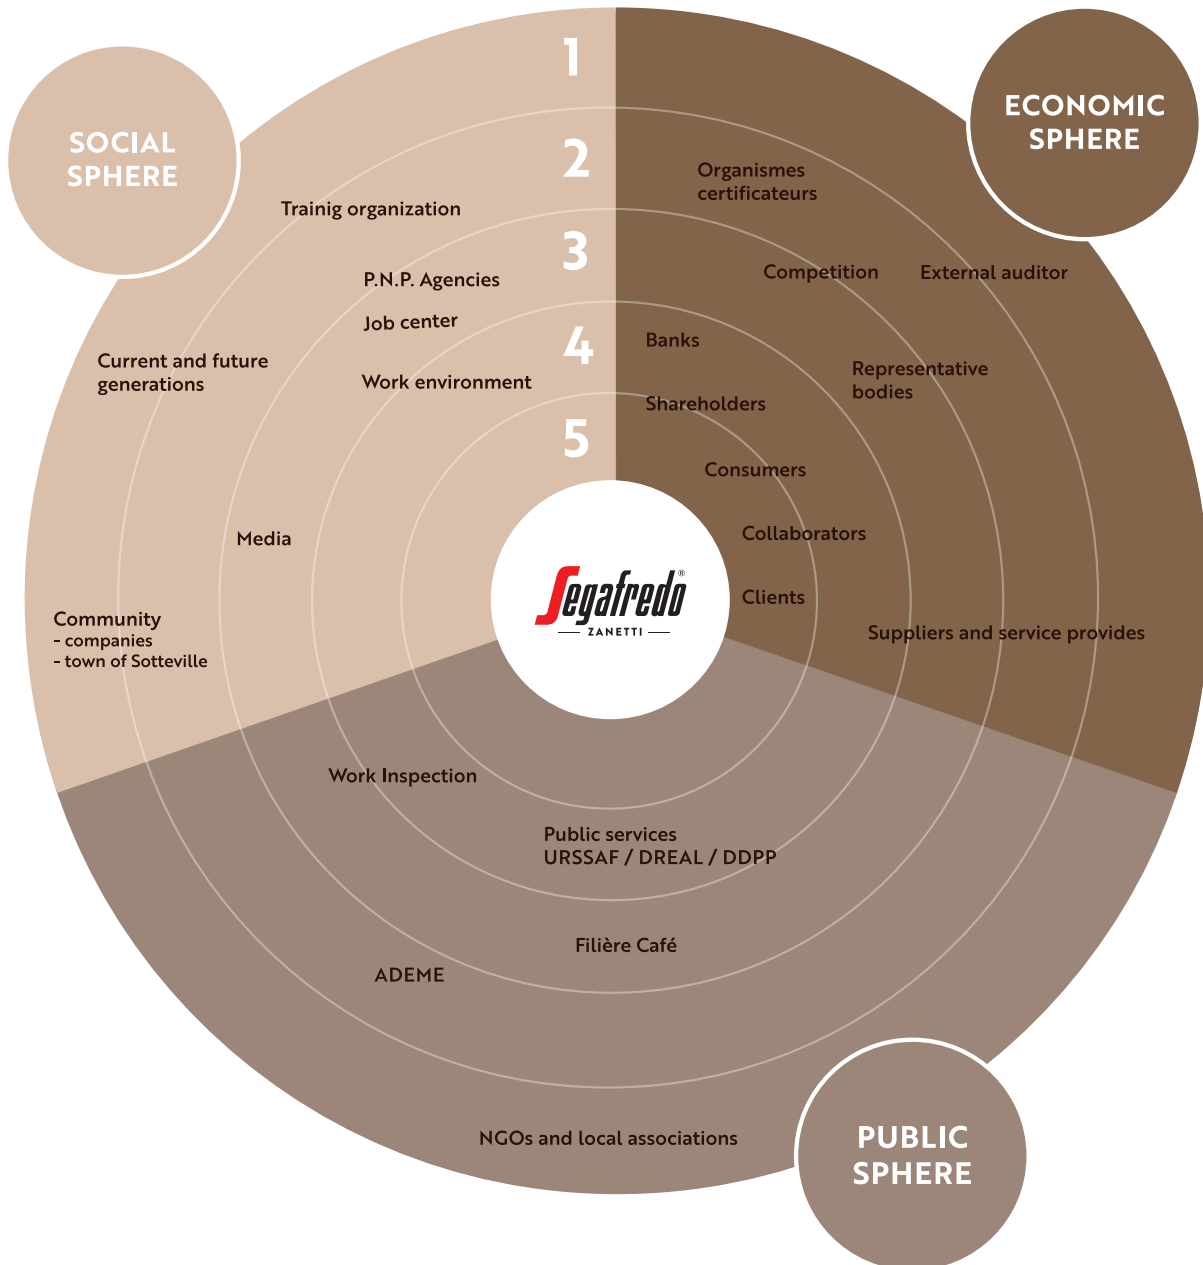 SOCIAL
SPHERE
ECONOMIC
SPHERE
1
2
3
4
5
Trainig organization
P.N.P. Agencies
Job center
Current and future
generations
Work environment
Media
Community
- companies
- town of Sotteville
Organismes
certificateurs
Competition
External auditor
Banks
Representative
bodies
Shareholders
Consumers
Collaborators
Clients
Suppliers and service provides
Segafredo®
ZANETTI
Work Inspection
Public services
URSSAF / DREAL / DDPP
Filière Café
ADEME
NGOs and local associations
PUBLIC
SPHERE